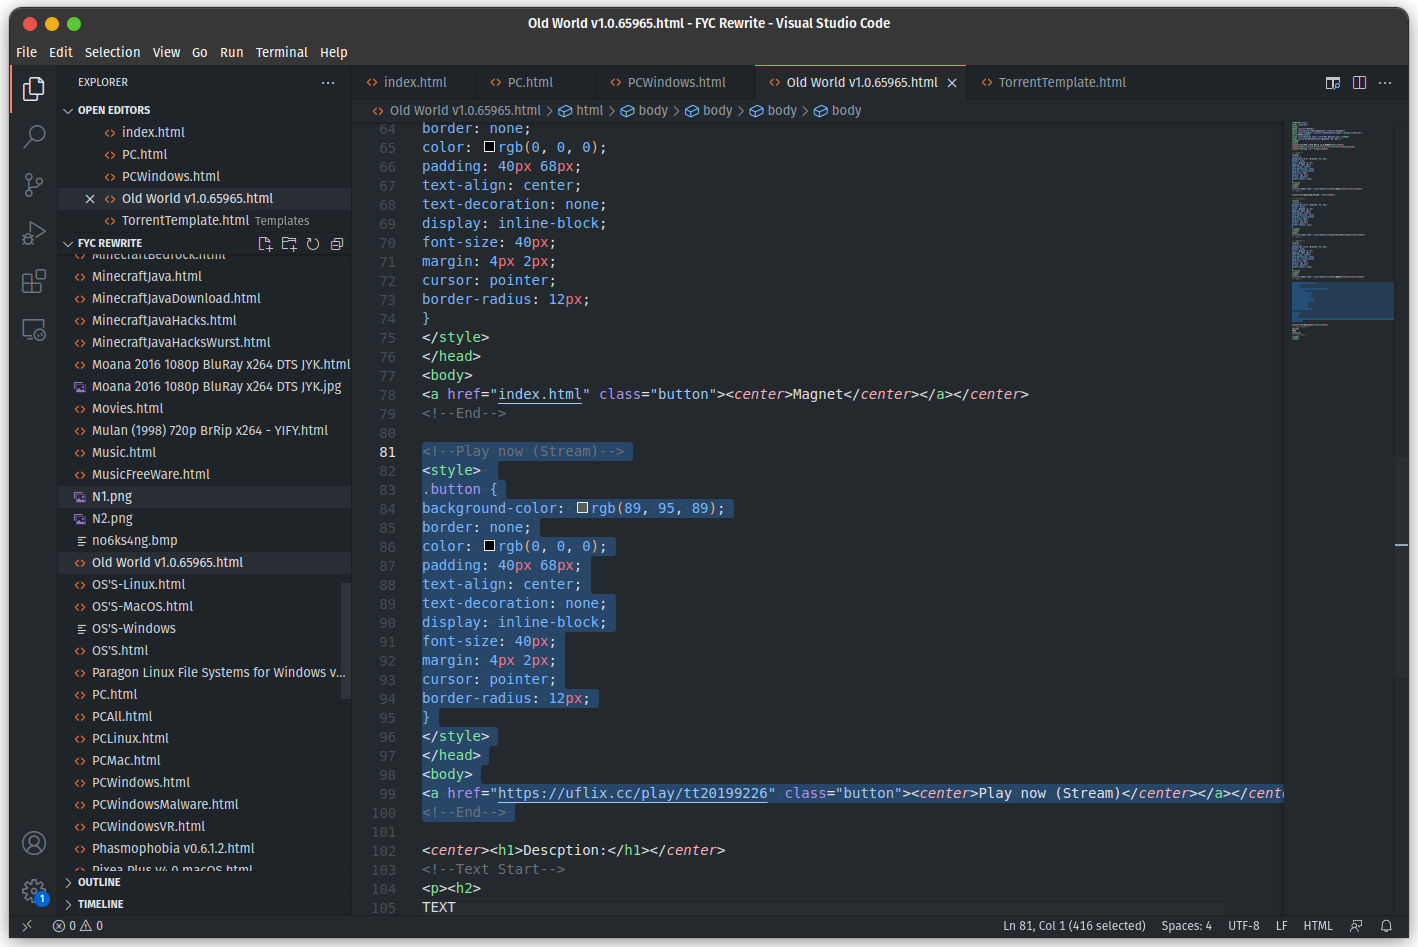 Old World v1.0.65965.html - FYC Rewrite - Visual Studio Code
File Edit Selection View Go Run Terminal Help
EXPLORER
OPEN EDITORS
index.html
PC.html
PCWindows.html
Old World v1.0.65965.html
TorrentTemplate.html Templates
FYC REWRITE
MinecraftBedrock.html
MinecraftJava.html
MinecraftJavaDownload.html
MinecraftJavaHacks.html
MinecraftJavaHacksWurst.html
Moana 2016 1080p BluRay x264 DTS JYK.html
Moana 2016 1080p BluRay x264 DTS JYK.jpg
Movies.html
Mulan (1998) 720p BrRip x264 - YIFY.html
Music.html
MusicFreeWare.html
N1.png
N2.png
no6ks4ng.bmp
Old World v1.0.65965.html
OS'S-Linux.html
OS'S-MacOS.html
OS'S-Windows
OS'S.html
Paragon Linux File Systems for Windows v...
PC.html
PCAll.html
PCLinux.html
PCMac.html
PCWindows.html
PCWindowsMalware.html
PCWindowsVR.html
Phasmophobia v0.6.1.2.html
Pixea Plus v4.0 macOS.html
OUTLINE
TIMELINE
1
index.html PC.html PCWindows.html Old World v1.0.65965.html TorrentTemplate.html
Old World v1.0.65965.html > html > body > body > body > body
64 border: none;
65 color: rgb(0, 0, 0);
66 padding: 40px 68px;
67 text-align: center;
68 text-decoration: none;
69 display: inline-block;
70 font-size: 40px;
71 margin: 4px 2px;
72 cursor: pointer;
73 border-radius: 12px;
74 }
75 </style>
76 </head>
77 <body>
78 <a href="index.html" class="button"><center>Magnet</center></a></center>
79 <!--End-->
80
81 <!--Play now (Stream)-->
82 <style>
83 .button {
84 background-color: rgb(89, 95, 89);
85 border: none;
86 color: rgb(0, 0, 0);
87 padding: 40px 68px;
88 text-align: center;
89 text-decoration: none;
90 display: inline-block;
91 font-size: 40px;
92 margin: 4px 2px;
93 cursor: pointer;
94 border-radius: 12px;
95 }
96 </style>
97 </head>
98 <body>
99 <a href="https://uflix.cc/play/tt20199226" class="button"><center>Play now (Stream)</center></a></cent
100 <!--End-->
101
102 <center><h1>Descption:</h1></center>
103 <!--Text Start-->
104 <p><h2>
105 TEXT
0 0 Ln 81, Col 1 (416 selected) Spaces: 4 UTF-8 LF HTML